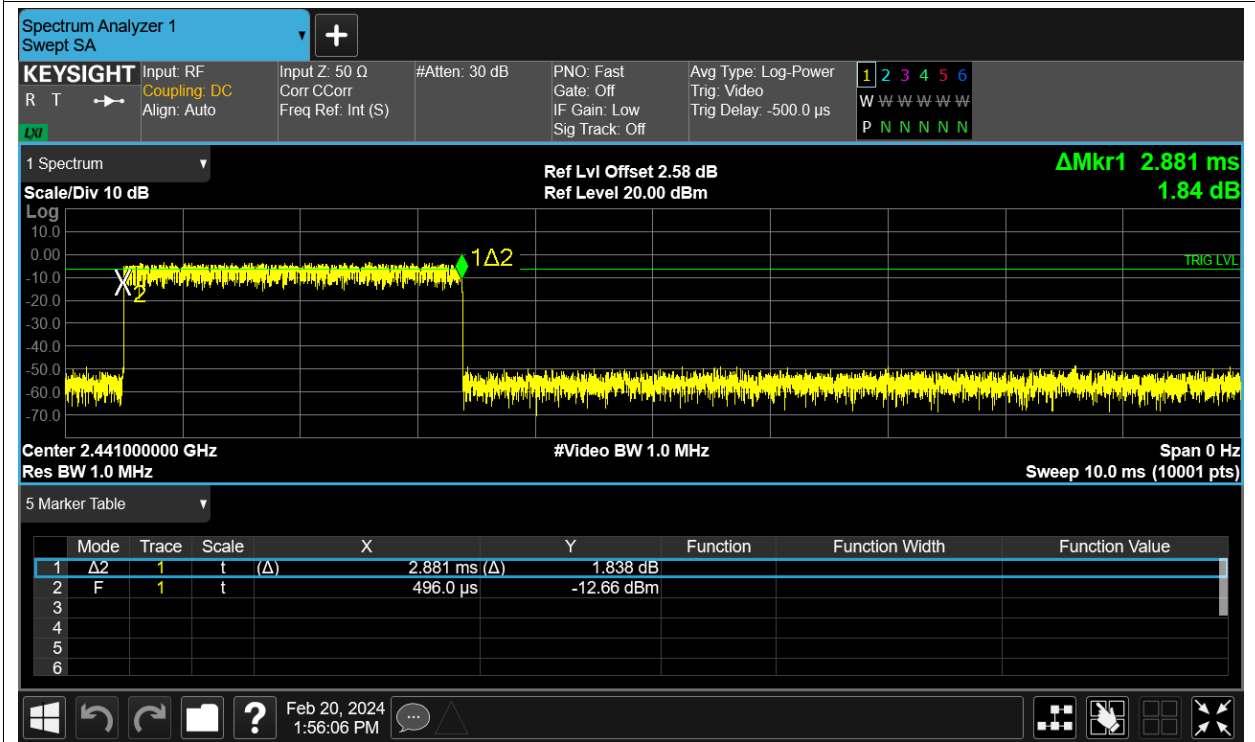 Spectrum Analyzer 1
Swept SA
+
KEYSIGHT
R T
LXI
Input: RF
Coupling: DC
Align: Auto
Input Z: 50 Ω
Corr CCorr
Freq Ref: Int (S)
#Atten: 30 dB
PNO: Fast
Gate: Off
IF Gain: Low
Sig Track: Off
Avg Type: Log-Power
Trig: Video
Trig Delay: -500.0 µs
1 2 3 4 5 6
W W W W W W
P N N N N N
1 Spectrum
Scale/Div 10 dB
Ref Lvl Offset 2.58 dB
Ref Level 20.00 dBm
ΔMkr1 2.881 ms
1.84 dB
Log
10.0
0.00
-10.0
-20.0
-30.0
-40.0
-50.0
-60.0
-70.0
X
2
1Δ2
TRIG LVL
Center 2.441000000 GHz
#Video BW 1.0 MHz
Span 0 Hz
Res BW 1.0 MHz
Sweep 10.0 ms (10001 pts)
5 Marker Table
Mode Trace Scale X Y Function Function Width Function Value
1 Δ2 1 t (Δ) 2.881 ms (Δ) 1.838 dB
2 F 1 t 496.0 µs -12.66 dBm
3
4
5
6
?
Feb 20, 2024
1:56:06 PM